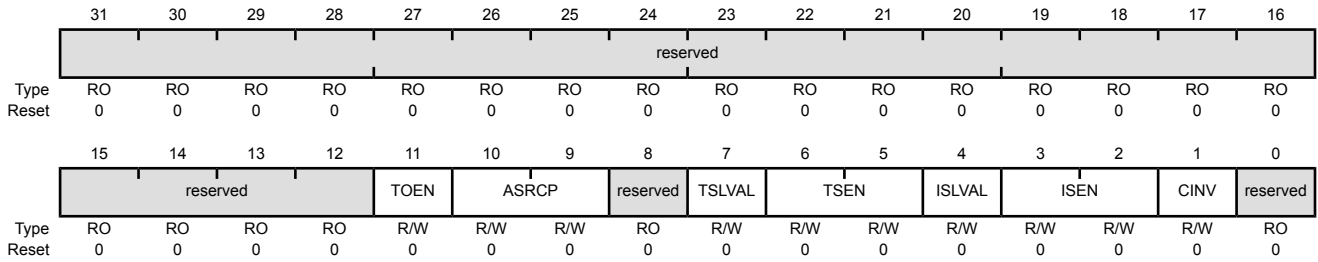 31 30 29 28 27 26 25 24 23 22 21 20 19 18 17 16
reserved
Type RO RO RO RO RO RO RO RO RO RO RO RO RO RO RO RO
Reset 0 0 0 0 0 0 0 0 0 0 0 0 0 0 0 0
15 14 13 12 11 10 9 8 7 6 5 4 3 2 1 0
reserved TOEN ASRCP reserved TSLVAL TSEN ISLVAL ISEN CINV reserved
Type RO RO RO RO R/W R/W R/W RO R/W R/W R/W R/W R/W R/W R/W RO
Reset 0 0 0 0 0 0 0 0 0 0 0 0 0 0 0 0